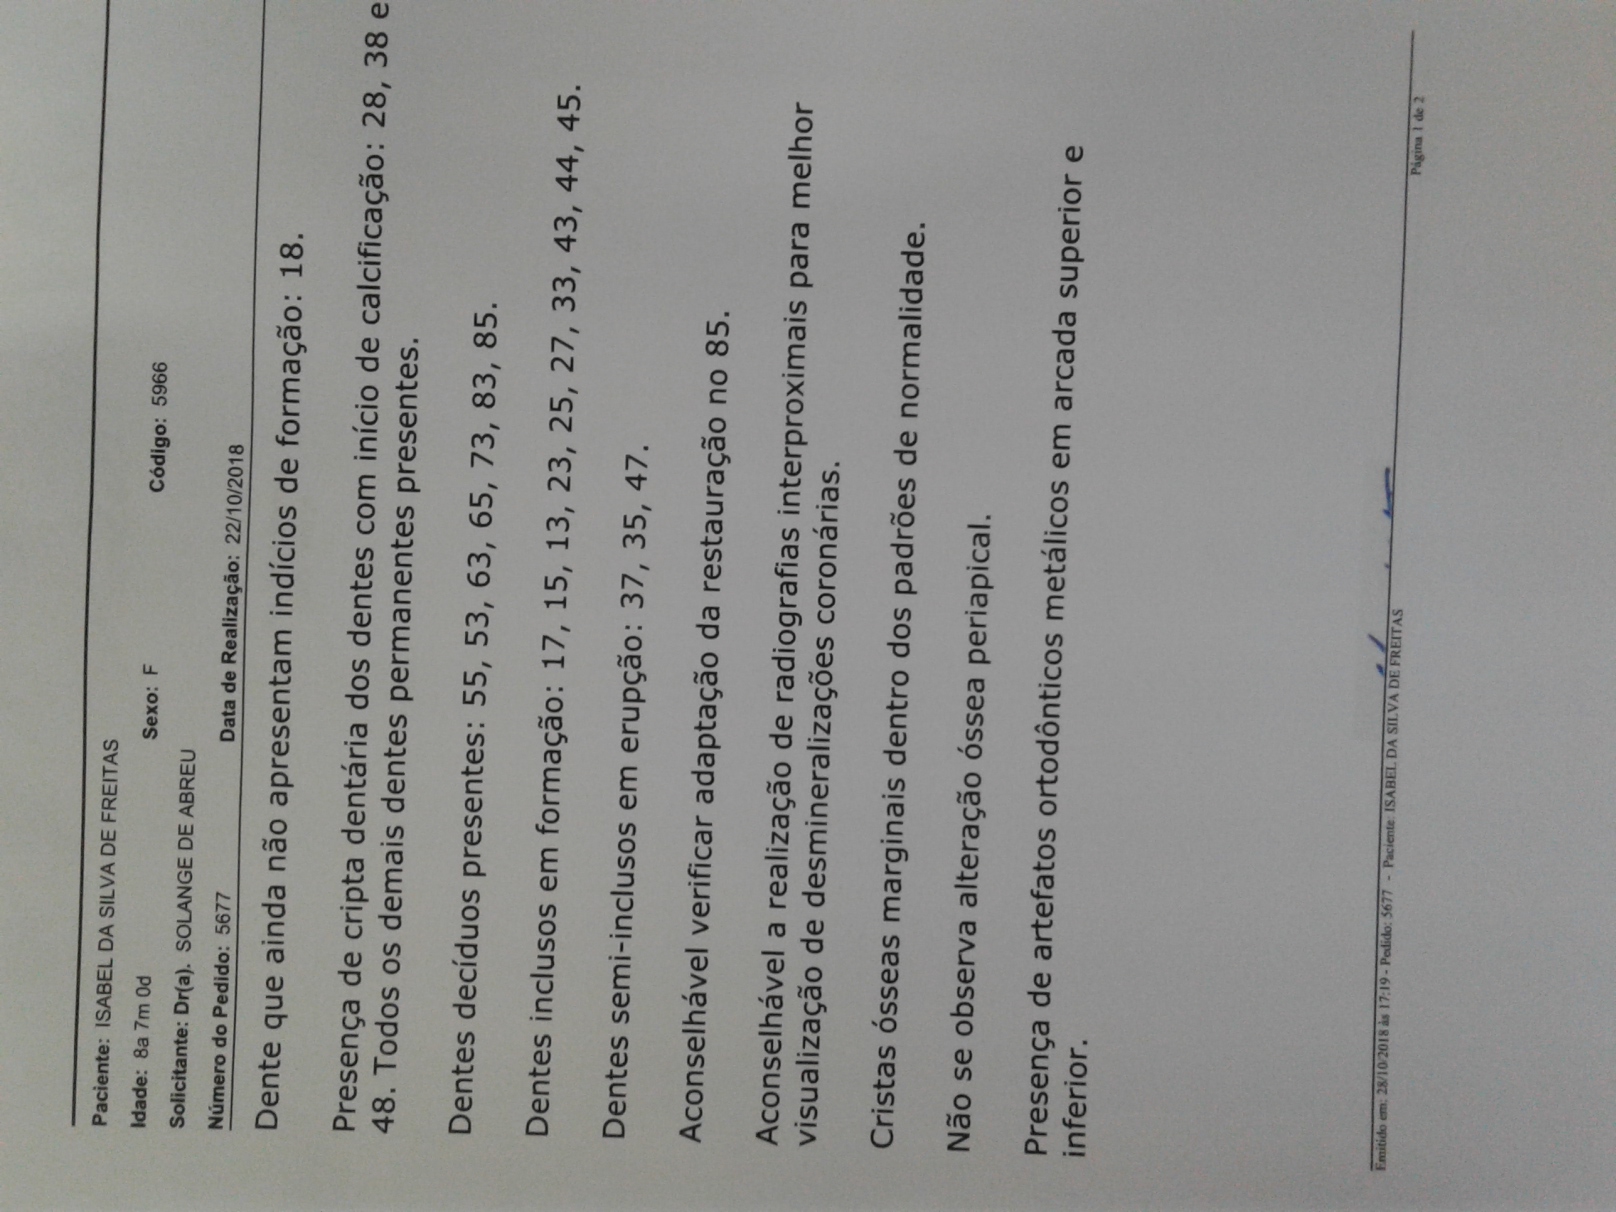 Paciente: ISABEL DA SILVA DE FREITAS
Idade: 8a 7m 0d Sexo: F Código: 5966
Solicitante: Dr(a). SOLANGE DE ABREU
Número do Pedido: 5677 Data de Realização: 22/10/2018
Dente que ainda não apresentam indícios de formação: 18.
Presença de cripta dentária dos dentes com início de calcificação: 28, 38 e
48. Todos os demais dentes permanentes presentes.
Dentes decíduos presentes: 55, 53, 63, 65, 73, 83, 85.
Dentes inclusos em formação: 17, 15, 13, 23, 25, 27, 33, 43, 44, 45.
Dentes semi-inclusos em erupção: 37, 35, 47.
Aconselhável verificar adaptação da restauração no 85.
Aconselhável a realização de radiografias interproximais para melhor
visualização de desmineralizações coronárias.
Cristas ósseas marginais dentro dos padrões de normalidade.
Não se observa alteração óssea periapical.
Presença de artefatos ortodônticos metálicos em arcada superior e
inferior.
Emitido em: 28/10/2018 às 17:19 - Pedido: 5677 - Paciente: ISABEL DA SILVA DE FREITAS
Página 1 de 2